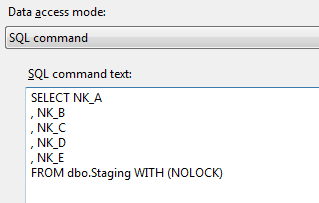 Data access mode:
SQL command
SQL command text:
SELECT NK_A
, NK_B
, NK_C
, NK_D
, NK_E
FROM dbo.Staging WITH (NOLOCK)